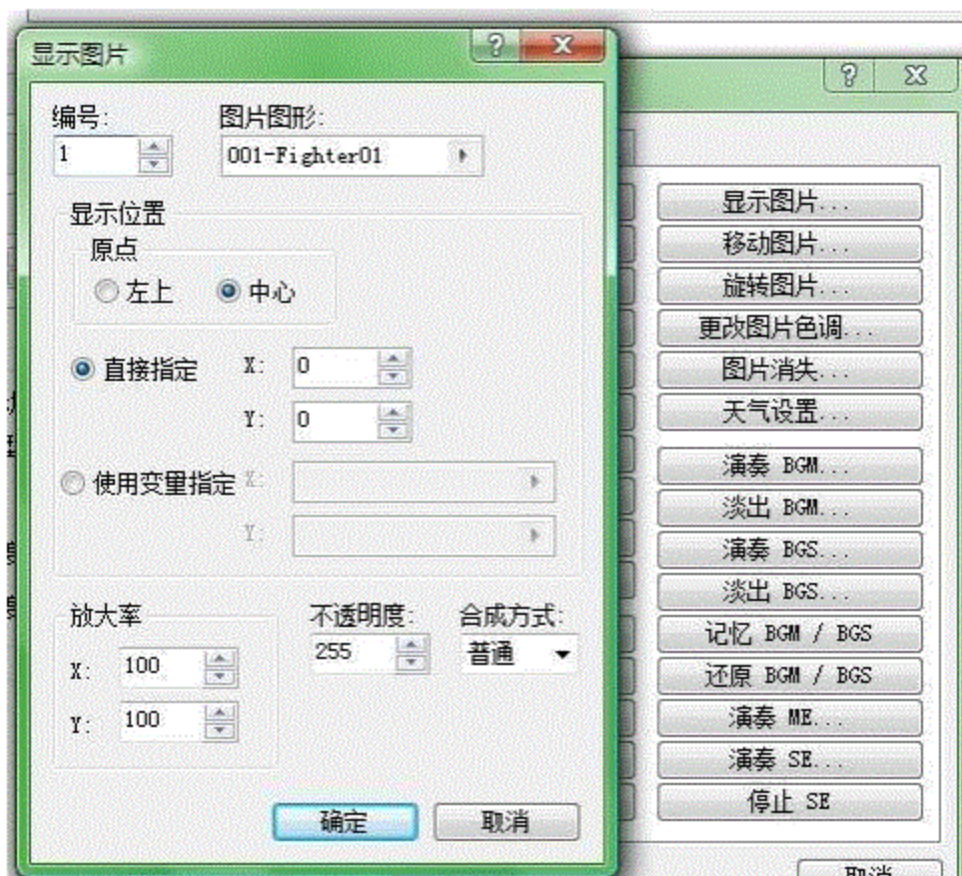 显示图片
编号:
图片图形:
1
001-Fighter01
显示位置
原点
左上
中心
直接指定
X:
0
Y:
0
使用变量指定
X:
Y:
放大率
不透明度:
合成方式:
X:
100
255
普通
Y:
100
确定
取消
显示图片...
移动图片...
旋转图片...
更改图片色调...
图片消失...
天气设置...
演奏 BGM...
淡出 BGM...
演奏 BGS...
淡出 BGS...
记忆 BGM / BGS
还原 BGM / BGS
演奏 ME...
演奏 SE...
停止 SE
取消